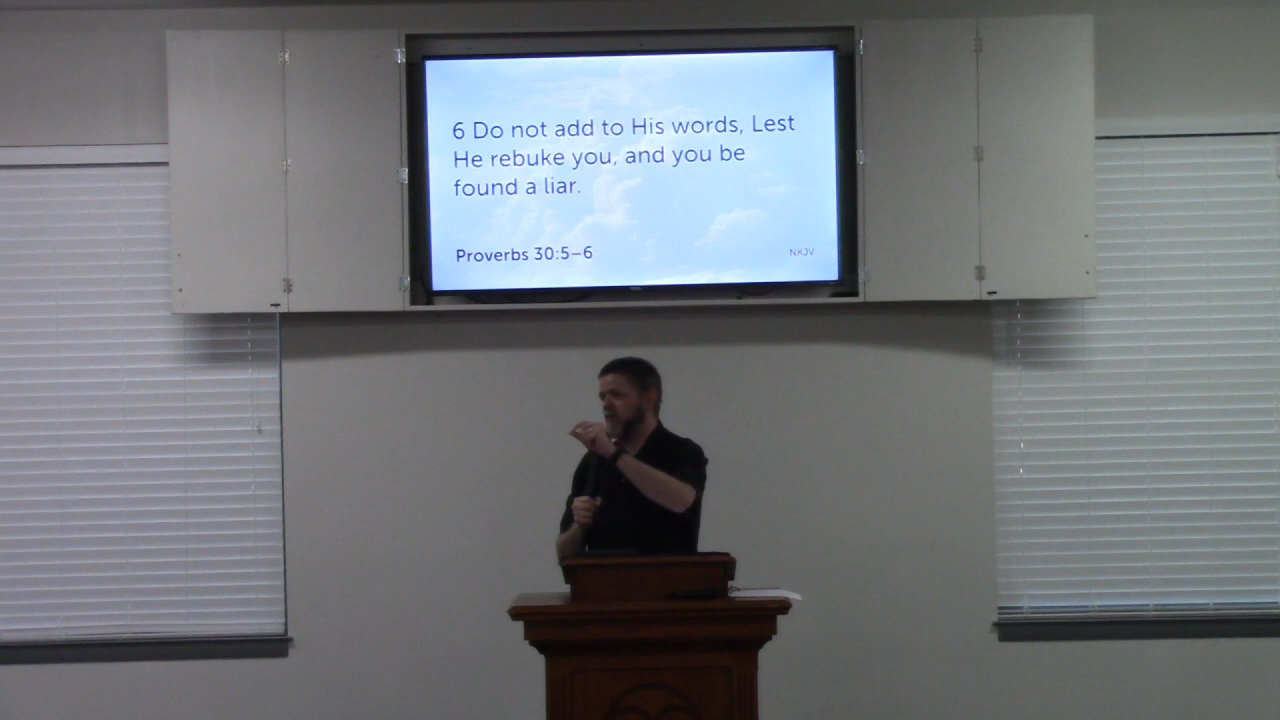 6 Do not add to His words, Lest
He rebuke you, and you be
found a liar.
Proverbs 30:5–6
NKJV